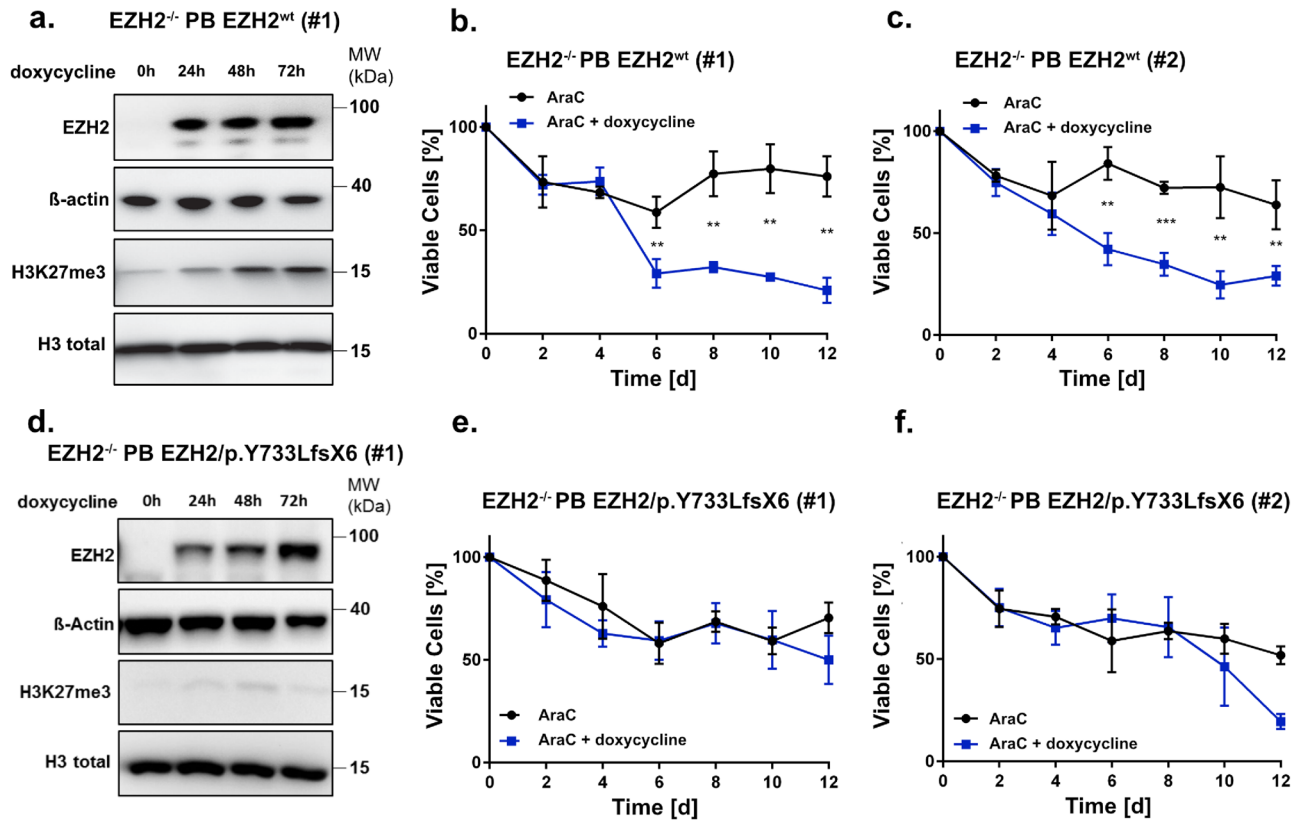 a.
EZH2-/- PB EZH2wt (#1)
doxycycline 0h 24h 48h 72h MW (kDa)
EZH2 100
ß-actin 40
H3K27me3 15
H3 total 15
b.
EZH2-/- PB EZH2wt (#1)
AraC
AraC + doxycycline
Viable Cells [%]
100
50
0
** ** ** **
0 2 4 6 8 10 12
Time [d]
c.
EZH2-/- PB EZH2wt (#2)
AraC
AraC + doxycycline
Viable Cells [%]
100
50
0
** *** ** **
0 2 4 6 8 10 12
Time [d]
d.
EZH2-/- PB EZH2/p.Y733LfsX6 (#1)
doxycycline 0h 24h 48h 72h MW (kDa)
EZH2 100
ß-Actin 40
H3K27me3 15
H3 total 15
e.
EZH2-/- PB EZH2/p.Y733LfsX6 (#1)
Viable Cells [%]
100
50
0
AraC
AraC + doxycycline
0 2 4 6 8 10 12
Time [d]
f.
EZH2-/- PB EZH2/p.Y733LfsX6 (#2)
Viable Cells [%]
100
50
0
AraC
AraC + doxycycline
0 2 4 6 8 10 12
Time [d]